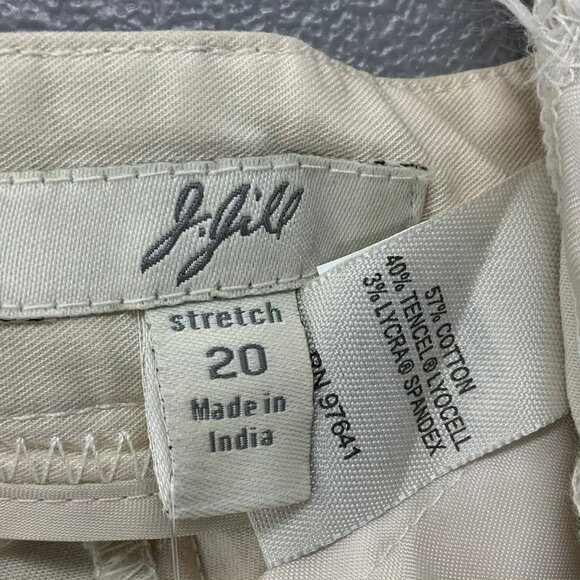 J.Jill
stretch
20
Made in
India
57% COTTON
40% TENCEL® LYOCELL
3% LYCRA® SPANDEX
RN 97641